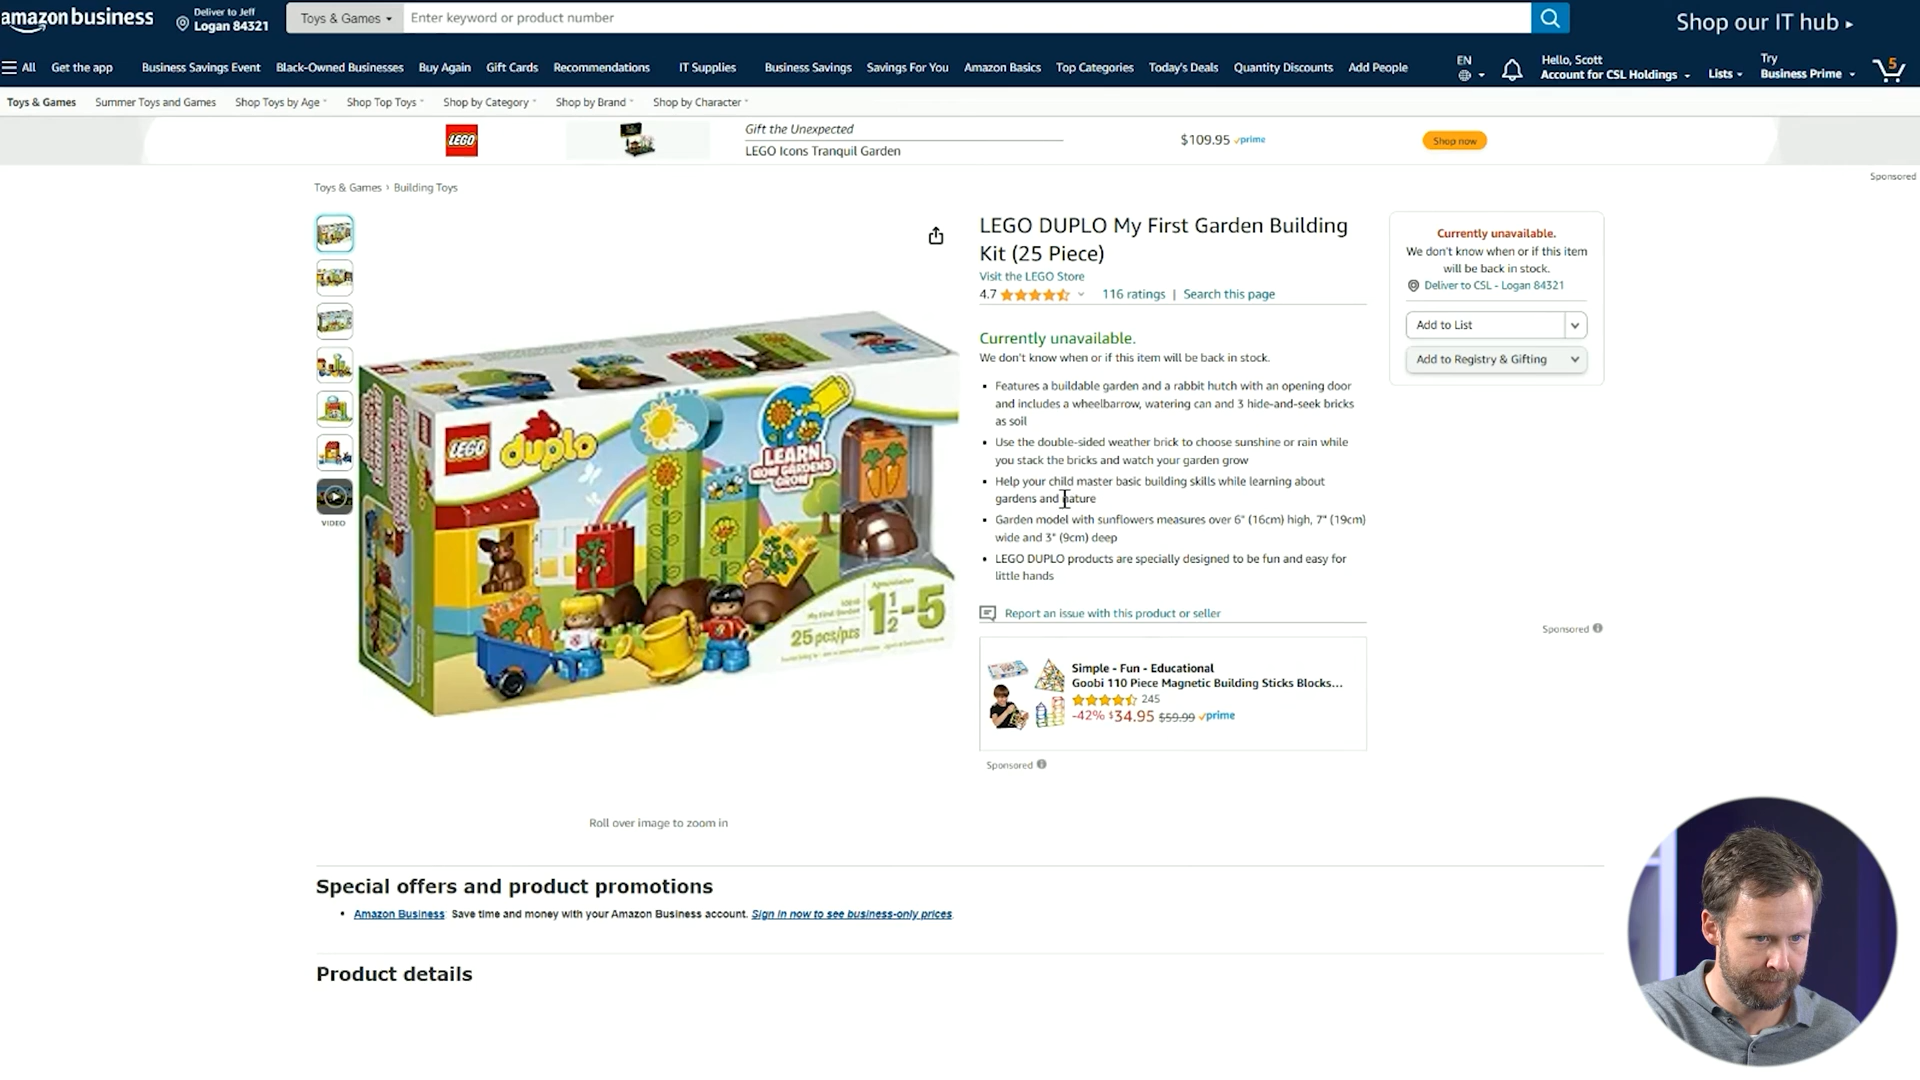 amazon business
Deliver to Jeff
Logan 84321
Toys & Games
Enter keyword or product number
Shop our IT hub
All
Get the app
Business Savings Event
Black-Owned Businesses
Buy Again
Gift Cards
Recommendations
IT Supplies
Business Savings
Savings For You
Amazon Basics
Top Categories
Today's Deals
Quantity Discounts
Add People
EN
Hello, Scott
Account for CSL Holdings
Lists
Try
Business Prime
5
Toys & Games
Summer Toys and Games
Shop Toys by Age
Shop Top Toys
Shop by Category
Shop by Brand
Shop by Character
LEGO
Gift the Unexpected
LEGO Icons Tranquil Garden
$109.95 prime
Shop now
Sponsored
Toys & Games › Building Toys
VIDEO
LEGO
duplo
LEARN
HOW GARDENS
GROW
My First Garden
25 pcs/pzs
1½-5
Roll over image to zoom in
LEGO DUPLO My First Garden Building
Kit (25 Piece)
Visit the LEGO Store
4.7
116 ratings | Search this page
Currently unavailable.
We don't know when or if this item will be back in stock.
• Features a buildable garden and a rabbit hutch with an opening door
and includes a wheelbarrow, watering can and 3 hide-and-seek bricks
as soil
• Use the double-sided weather brick to choose sunshine or rain while
you stack the bricks and watch your garden grow
• Help your child master basic building skills while learning about
gardens and nature
• Garden model with sunflowers measures over 6" (16cm) high, 7" (19cm)
wide and 3" (9cm) deep
• LEGO DUPLO products are specially designed to be fun and easy for
little hands
Report an issue with this product or seller
Simple - Fun - Educational
Goobi 110 Piece Magnetic Building Sticks Blocks...
245
-42% $34.95 $59.99 prime
Sponsored
Currently unavailable.
We don't know when or if this item
will be back in stock.
Deliver to CSL - Logan 84321
Add to List
Add to Registry & Gifting
Sponsored
Special offers and product promotions
• Amazon Business: Save time and money with your Amazon Business account. Sign in now to see business-only prices.
Product details